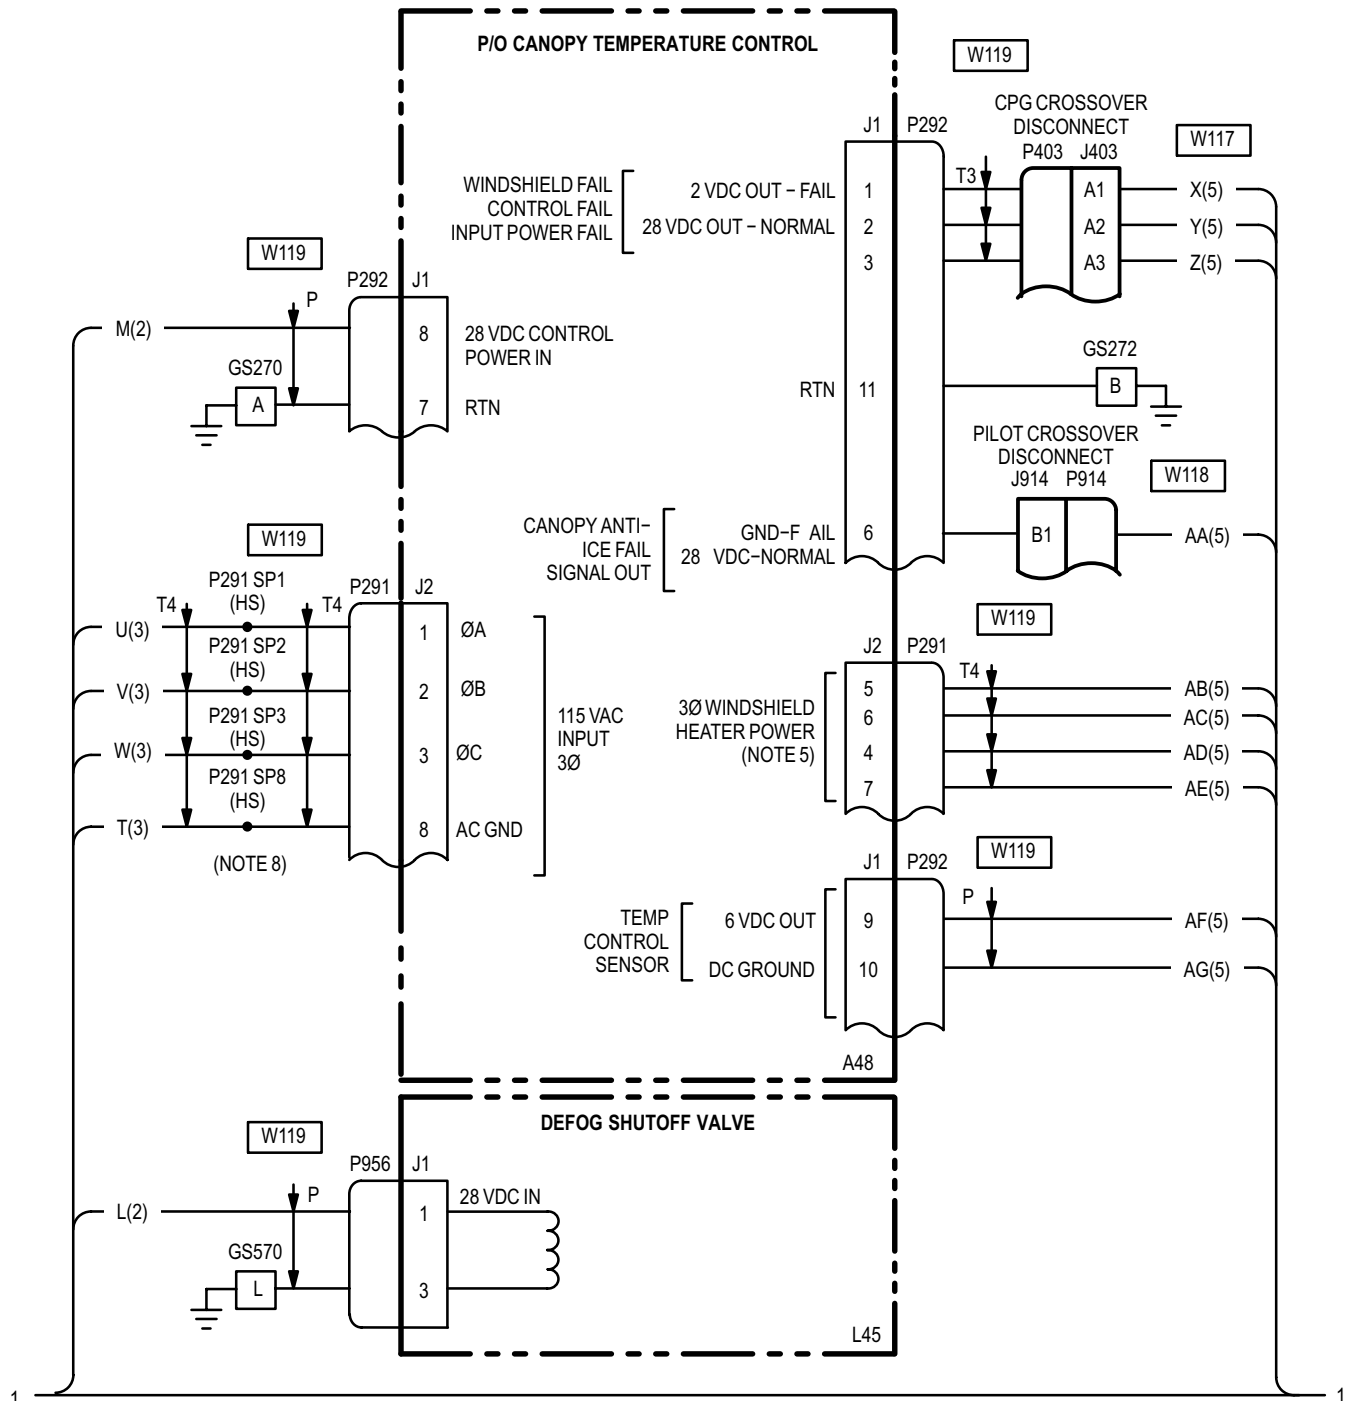 P/O CANOPY TEMPERATURE CONTROL
W119
CPG CROSSOVER
DISCONNECT
J1 P292
P403 J403
W117
WINDSHIELD FAIL
CONTROL FAIL
INPUT POWER FAIL
2 VDC OUT – FAIL
28 VDC OUT – NORMAL
1
2
3
T3
A1
A2
A3
X(5)
Y(5)
Z(5)
W119
P292 J1
P
M(2)
8
28 VDC CONTROL
POWER IN
GS270
A
7
RTN
RTN
11
GS272
B
PILOT CROSSOVER
DISCONNECT
J914 P914
W118
CANOPY ANTI–
ICE FAIL
SIGNAL OUT
GND–F AIL
28 VDC–NORMAL
6
B1
AA(5)
W119
P291 SP1
(HS)
P291 J2
T4
T4
U(3)
1
ØA
P291 SP2
(HS)
V(3)
2
ØB
P291 SP3
(HS)
W(3)
3
ØC
P291 SP8
(HS)
T(3)
8
AC GND
(NOTE 8)
115 VAC
INPUT
3Ø
W119
J2 P291
T4
3Ø WINDSHIELD
HEATER POWER
(NOTE 5)
5
6
4
7
AB(5)
AC(5)
AD(5)
AE(5)
W119
J1 P292
P
TEMP
CONTROL
SENSOR
6 VDC OUT
DC GROUND
9
10
AF(5)
AG(5)
A48
DEFOG SHUTOFF VALVE
W119
P956 J1
P
L(2)
1
28 VDC IN
GS570
L
3
L45
1
1